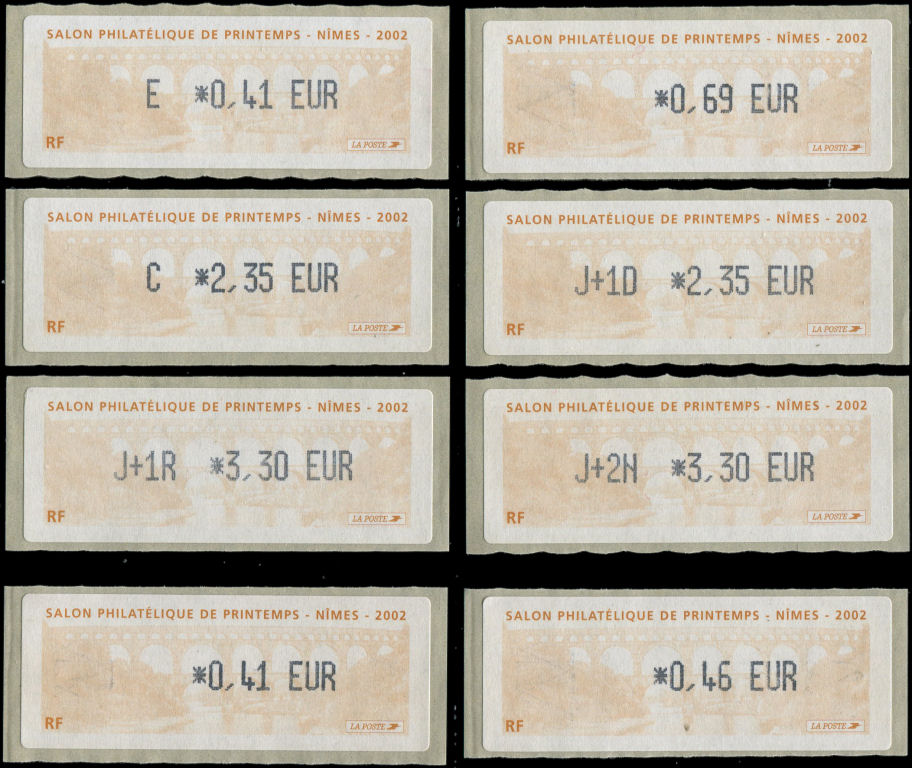 SALON PHILATÉLIQUE DE PRINTEMPS - NÎMES - 2002
E *0,41 EUR
RF
LA POSTE
SALON PHILATÉLIQUE DE PRINTEMPS - NÎMES - 2002
*0,69 EUR
RF
LA POSTE
SALON PHILATÉLIQUE DE PRINTEMPS - NÎMES - 2002
C *2,35 EUR
RF
LA POSTE
SALON PHILATÉLIQUE DE PRINTEMPS - NÎMES - 2002
J+1D *2,35 EUR
RF
LA POSTE
SALON PHILATÉLIQUE DE PRINTEMPS - NÎMES - 2002
J+1R *3,30 EUR
RF
LA POSTE
SALON PHILATÉLIQUE DE PRINTEMPS - NÎMES - 2002
J+2N *3,30 EUR
RF
LA POSTE
SALON PHILATÉLIQUE DE PRINTEMPS - NÎMES - 2002
*0,41 EUR
RF
LA POSTE
SALON PHILATÉLIQUE DE PRINTEMPS - NÎMES - 2002
*0,46 EUR
RF
LA POSTE